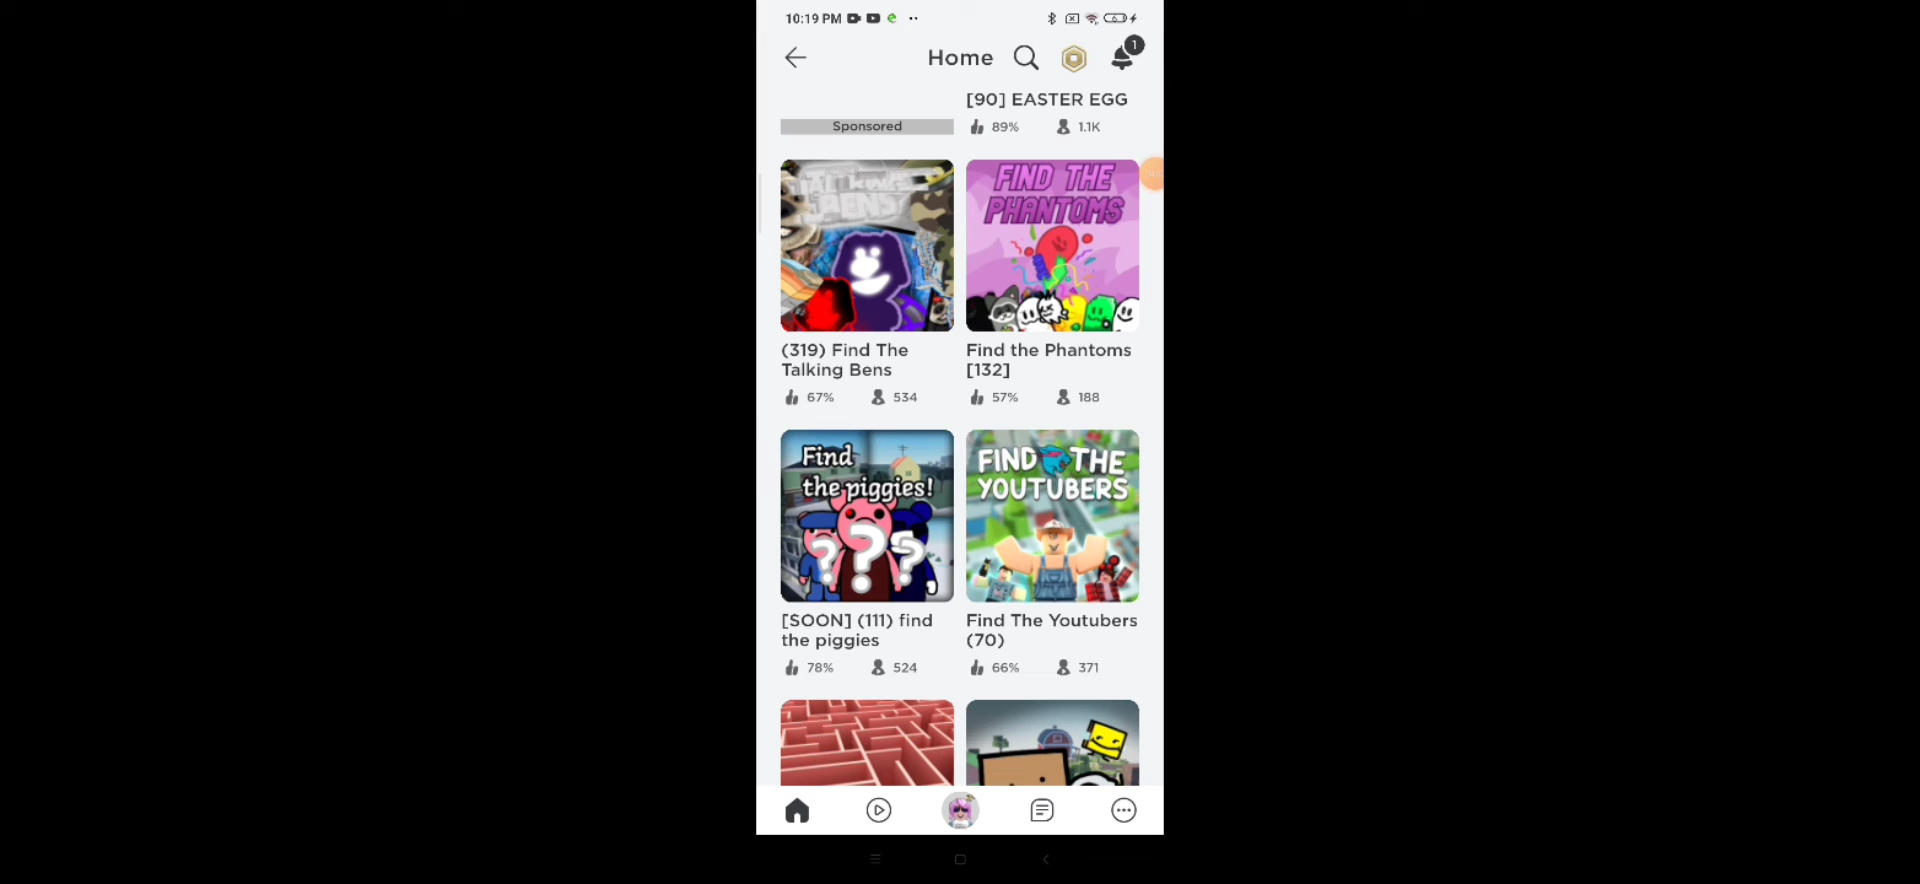 10:19 PM
Home
1
[90] EASTER EGG
Sponsored
89%
1.1K
FIND THE
PHANTOMS
BENS
(319) Find The
Talking Bens
Find the Phantoms
[132]
67%
534
57%
188
Find
the piggies!
? ? ?
FIND THE
YOUTUBERS
[SOON] (111) find
the piggies
Find The Youtubers
(70)
78%
524
66%
371